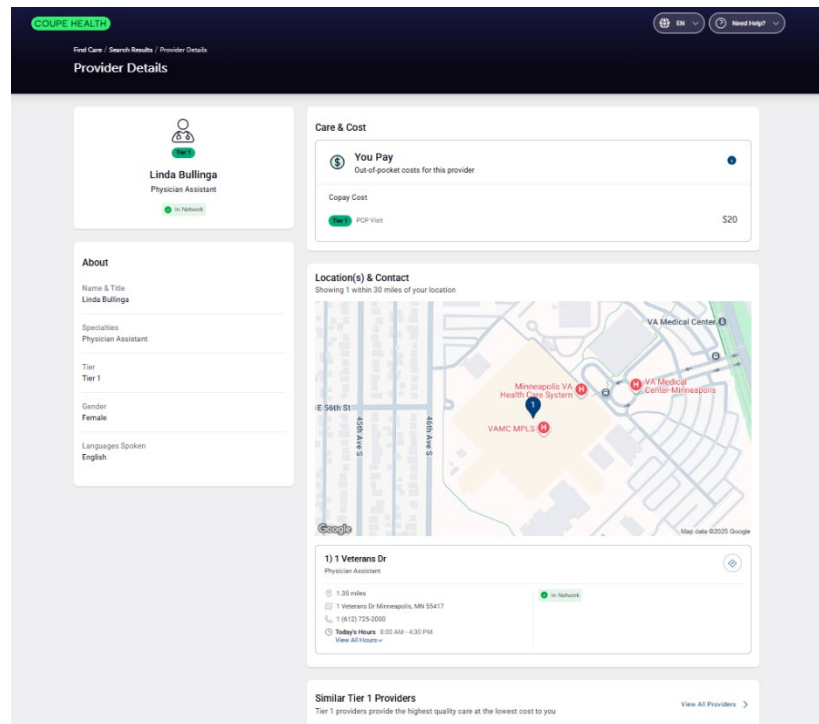 COUPE HEALTH
EN
Need Help?
Find Care / Search Results / Provider Details
Provider Details
Tier 1
Linda Bullinga
Physician Assistant
In Network
About
Name & Title
Linda Bullinga
Specialties
Physician Assistant
Tier
Tier 1
Gender
Female
Languages Spoken
English
Care & Cost
You Pay
Out-of-pocket costs for this provider
Copay Cost
Tier 1 PCP Visit $20
Location(s) & Contact
Showing 1 within 30 miles of your location
VA Medical Center
Minneapolis VA
Health Care System
VA Medical
Center-Minneapolis
1
E 56th St
45th Ave S
46th Ave S
VAMC MPLS
Google
Map data ©2025 Google
1) 1 Veterans Dr
Physician Assistant
1.35 miles
In Network
1 Veterans Dr Minneapolis, MN 55417
1 (612) 725-2000
Today's Hours 8:00 AM - 4:30 PM
View All Hours
Similar Tier 1 Providers
Tier 1 providers provide the highest quality care at the lowest cost to you
View All Providers